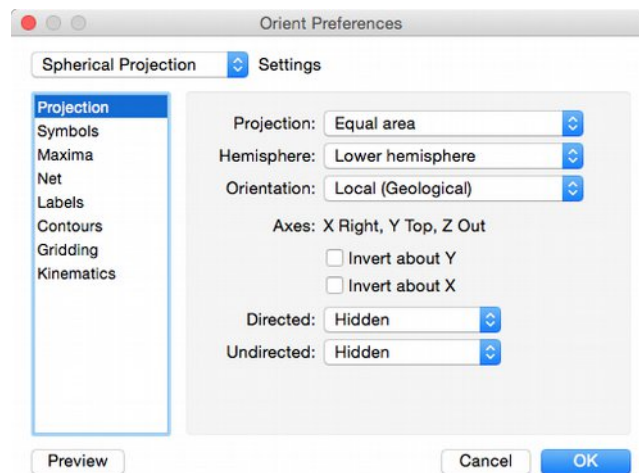 Orient Preferences
Spherical Projection Settings
Projection
Symbols
Maxima
Net
Labels
Contours
Gridding
Kinematics
Projection: Equal area
Hemisphere: Lower hemisphere
Orientation: Local (Geological)
Axes: X Right, Y Top, Z Out
Invert about Y
Invert about X
Directed: Hidden
Undirected: Hidden
Preview Cancel OK